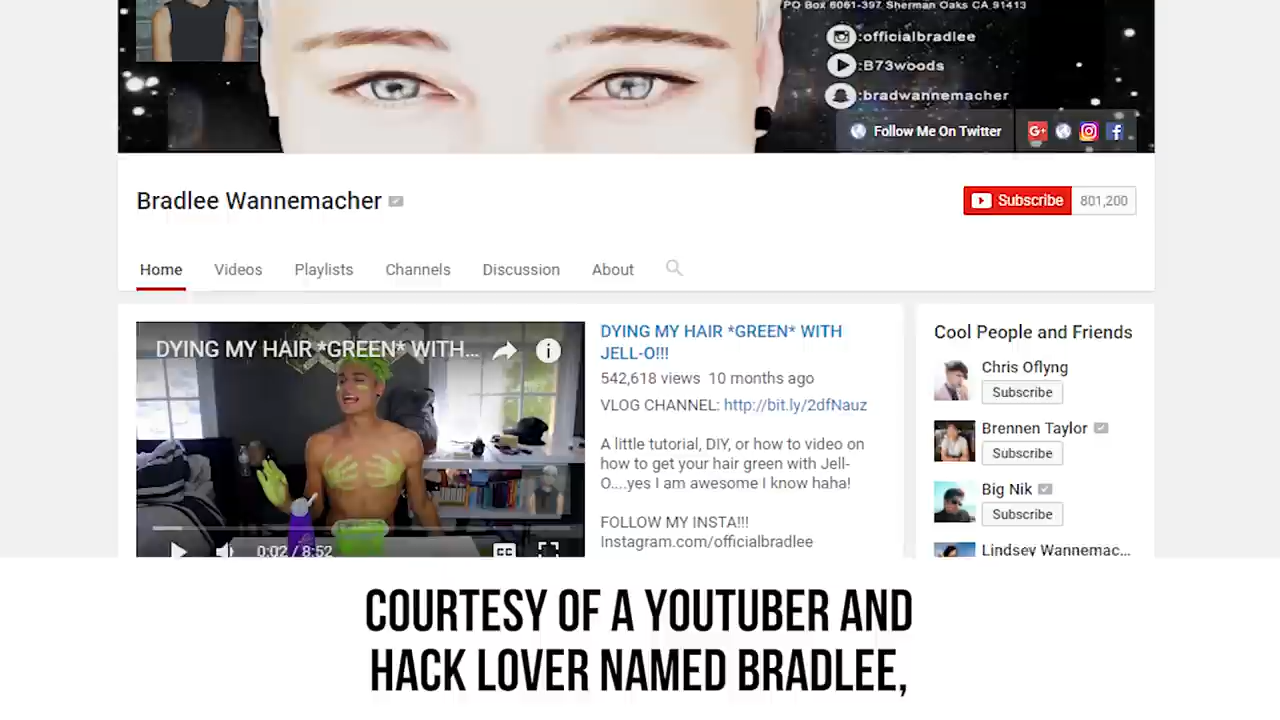 PO Box 6061-397 Sherman Oaks CA 91413
:officialbradlee
:B73woods
:bradwannemacher
Follow Me On Twitter
G+
Bradlee Wannemacher
Subscribe 801,200
Home Videos Playlists Channels Discussion About
DYING MY HAIR *GREEN* WITH...
DYING MY HAIR *GREEN* WITH
JELL-O!!!
542,618 views 10 months ago
VLOG CHANNEL: http://bit.ly/2dfNauz
A little tutorial, DIY, or how to video on
how to get your hair green with Jell-
O....yes I am awesome I know haha!
FOLLOW MY INSTA!!!
Instagram.com/officialbradlee
0:02 / 8:52
CC
Cool People and Friends
Chris Oflyng
Subscribe
Brennen Taylor
Subscribe
Big Nik
Subscribe
Lindsey Wannemac...
COURTESY OF A YOUTUBER AND
HACK LOVER NAMED BRADLEE,